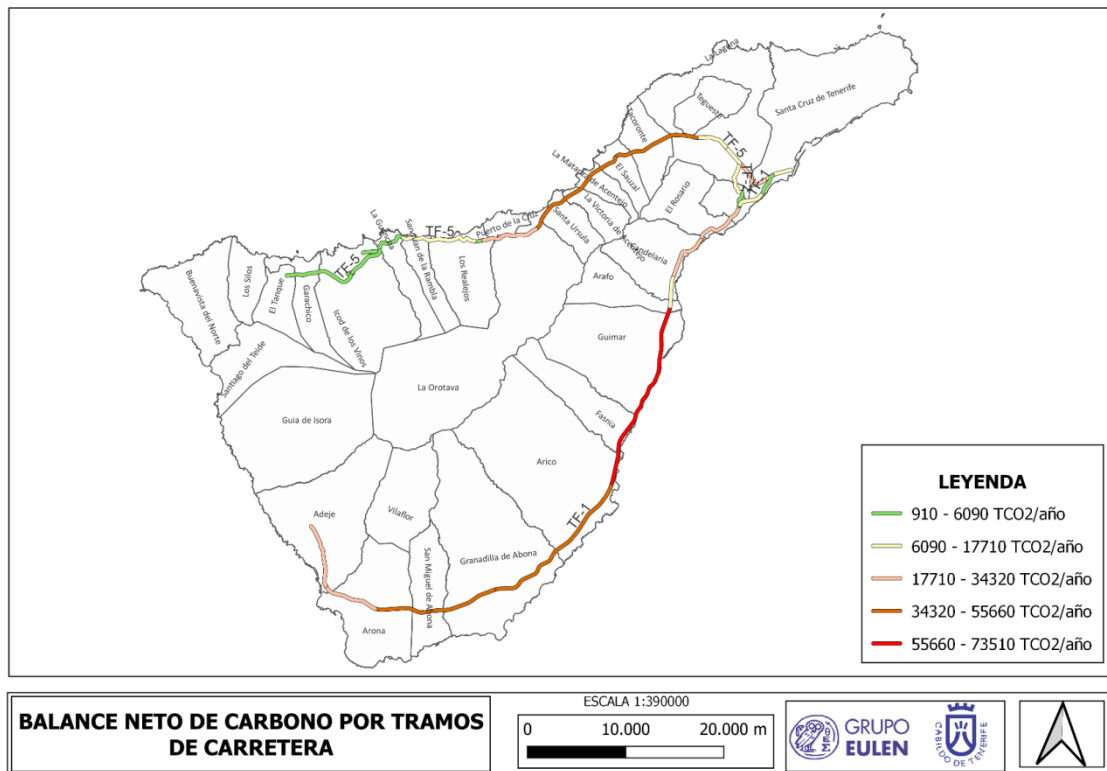 La Laguna
Santa Cruz de Tenerife
Tegueste
Tacoronte
TF-5
TF-1
La Matanza de Acentejo
El Sauzal
El Rosario
La Victoria de Acentejo
Santa Ursula
Candelaria
Puerto de la Cruz
TF-5
La Guancha
San Juan de la Rambla
Los Realejos
TF-5
Buenavista del Norte
Los Silos
El Tanque
Garachico
Icod de los Vinos
Santiago del Teide
Arafo
Guimar
La Orotava
Guia de Isora
Fasnia
Arico
TF-1
Adeje
Vilaflor
Granadilla de Abona
San Miguel de Abona
Arona
LEYENDA
910 - 6090 TCO2/año
6090 - 17710 TCO2/año
17710 - 34320 TCO2/año
34320 - 55660 TCO2/año
55660 - 73510 TCO2/año
BALANCE NETO DE CARBONO POR TRAMOS
DE CARRETERA
ESCALA 1:390000
0 10.000 20.000 m
GRUPO
EULEN
CABILDO DE TENERIFE